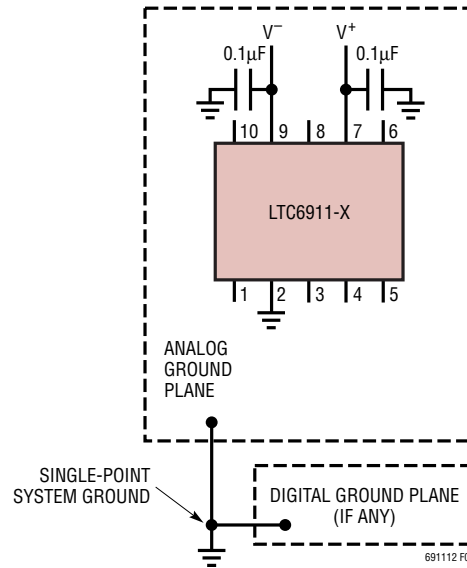 V– V+
0.1μF 0.1μF
10 9 8 7 6
LTC6911-X
1 2 3 4 5
ANALOG
GROUND
PLANE
SINGLE-POINT
SYSTEM GROUND
DIGITAL GROUND PLANE
(IF ANY)
691112